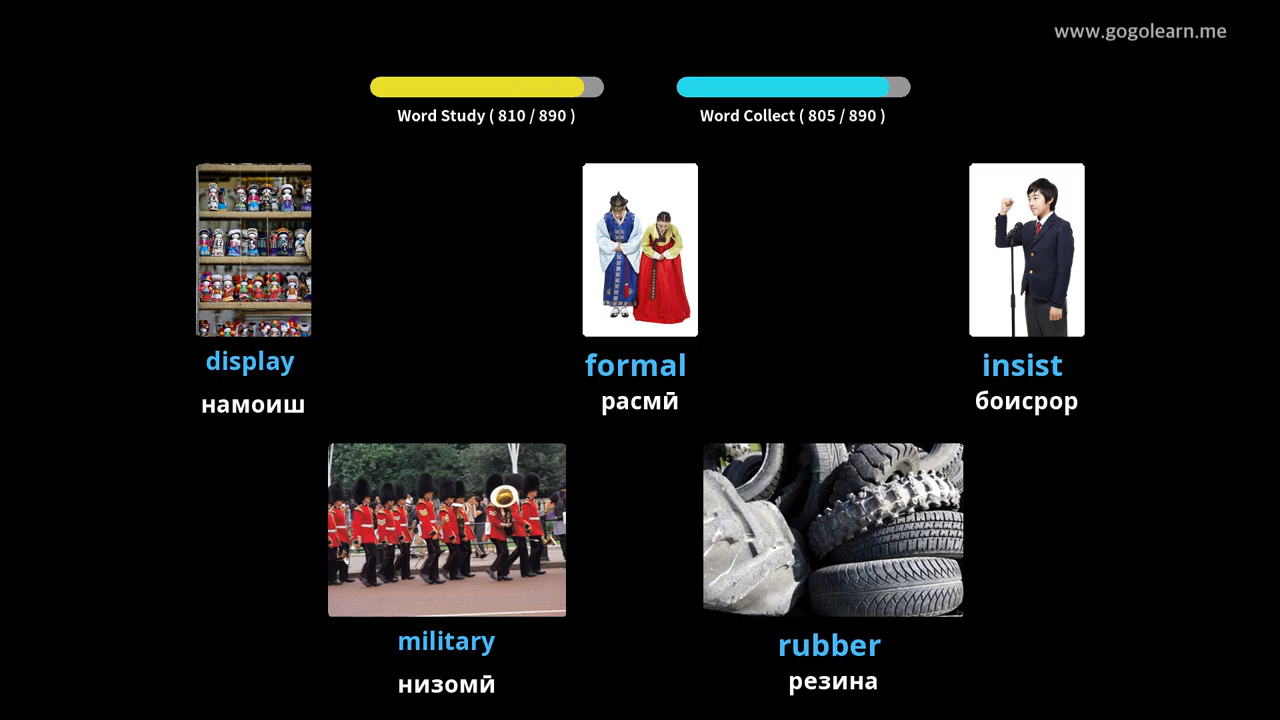 www.gogolearn.me
Word Study ( 810 / 890 )
Word Collect ( 805 / 890 )
display
намоиш
formal
расмӣ
insist
боисрор
military
низомӣ
rubber
резина